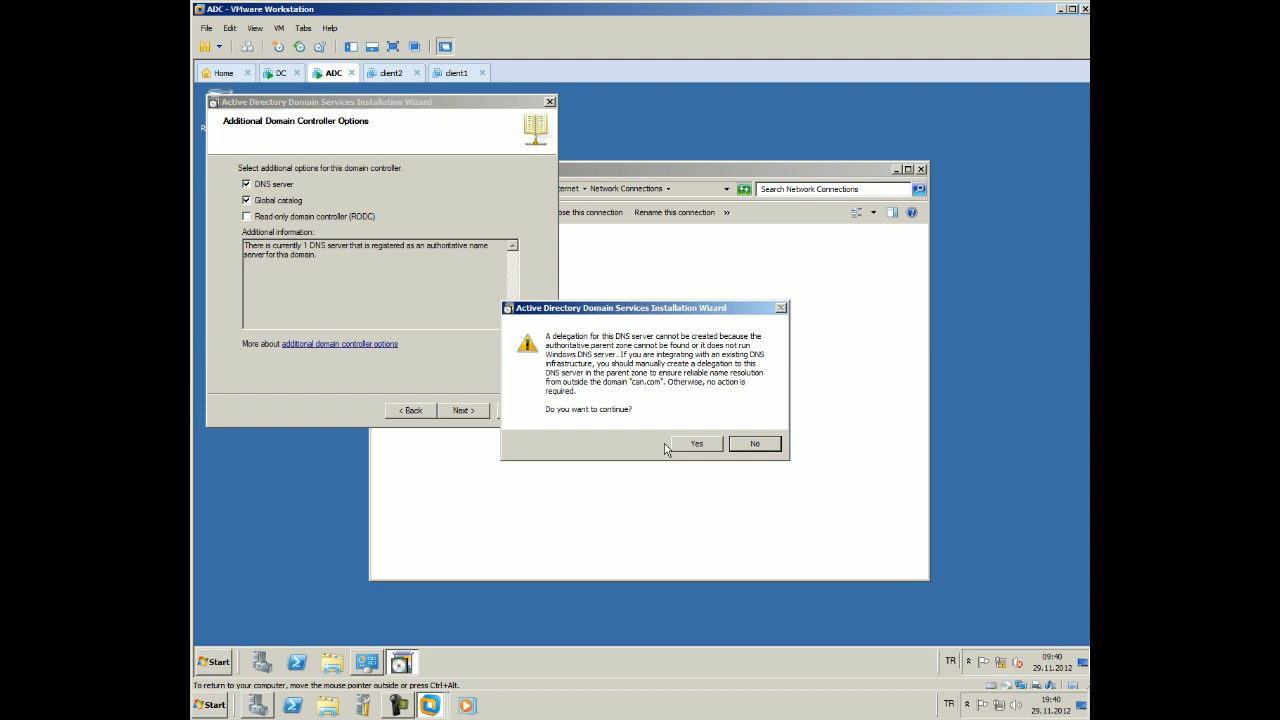 ADC - VMware Workstation
File Edit View VM Tabs Help
Home DC ADC client2 client1
Active Directory Domain Services Installation Wizard
Additional Domain Controller Options
Select additional options for this domain controller.
DNS server
Global catalog
Read-only domain controller (RODC)
Additional information:
There is currently 1 DNS server that is registered as an authoritative name
server for this domain.
More about additional domain controller options
< Back Next >
Network Connections
Search Network Connections
this connection Rename this connection »
Active Directory Domain Services Installation Wizard
A delegation for this DNS server cannot be created because the
authoritative parent zone cannot be found or it does not run
Windows DNS server. If you are integrating with an existing DNS
infrastructure, you should manually create a delegation to this
DNS server in the parent zone to ensure reliable name resolution
from outside the domain "can.com". Otherwise, no action is
required.
Do you want to continue?
Yes No
Start TR 09:40
29.11.2012
To return to your computer, move the mouse pointer outside or press Ctrl+Alt.
Start TR 19:40
29.11.2012